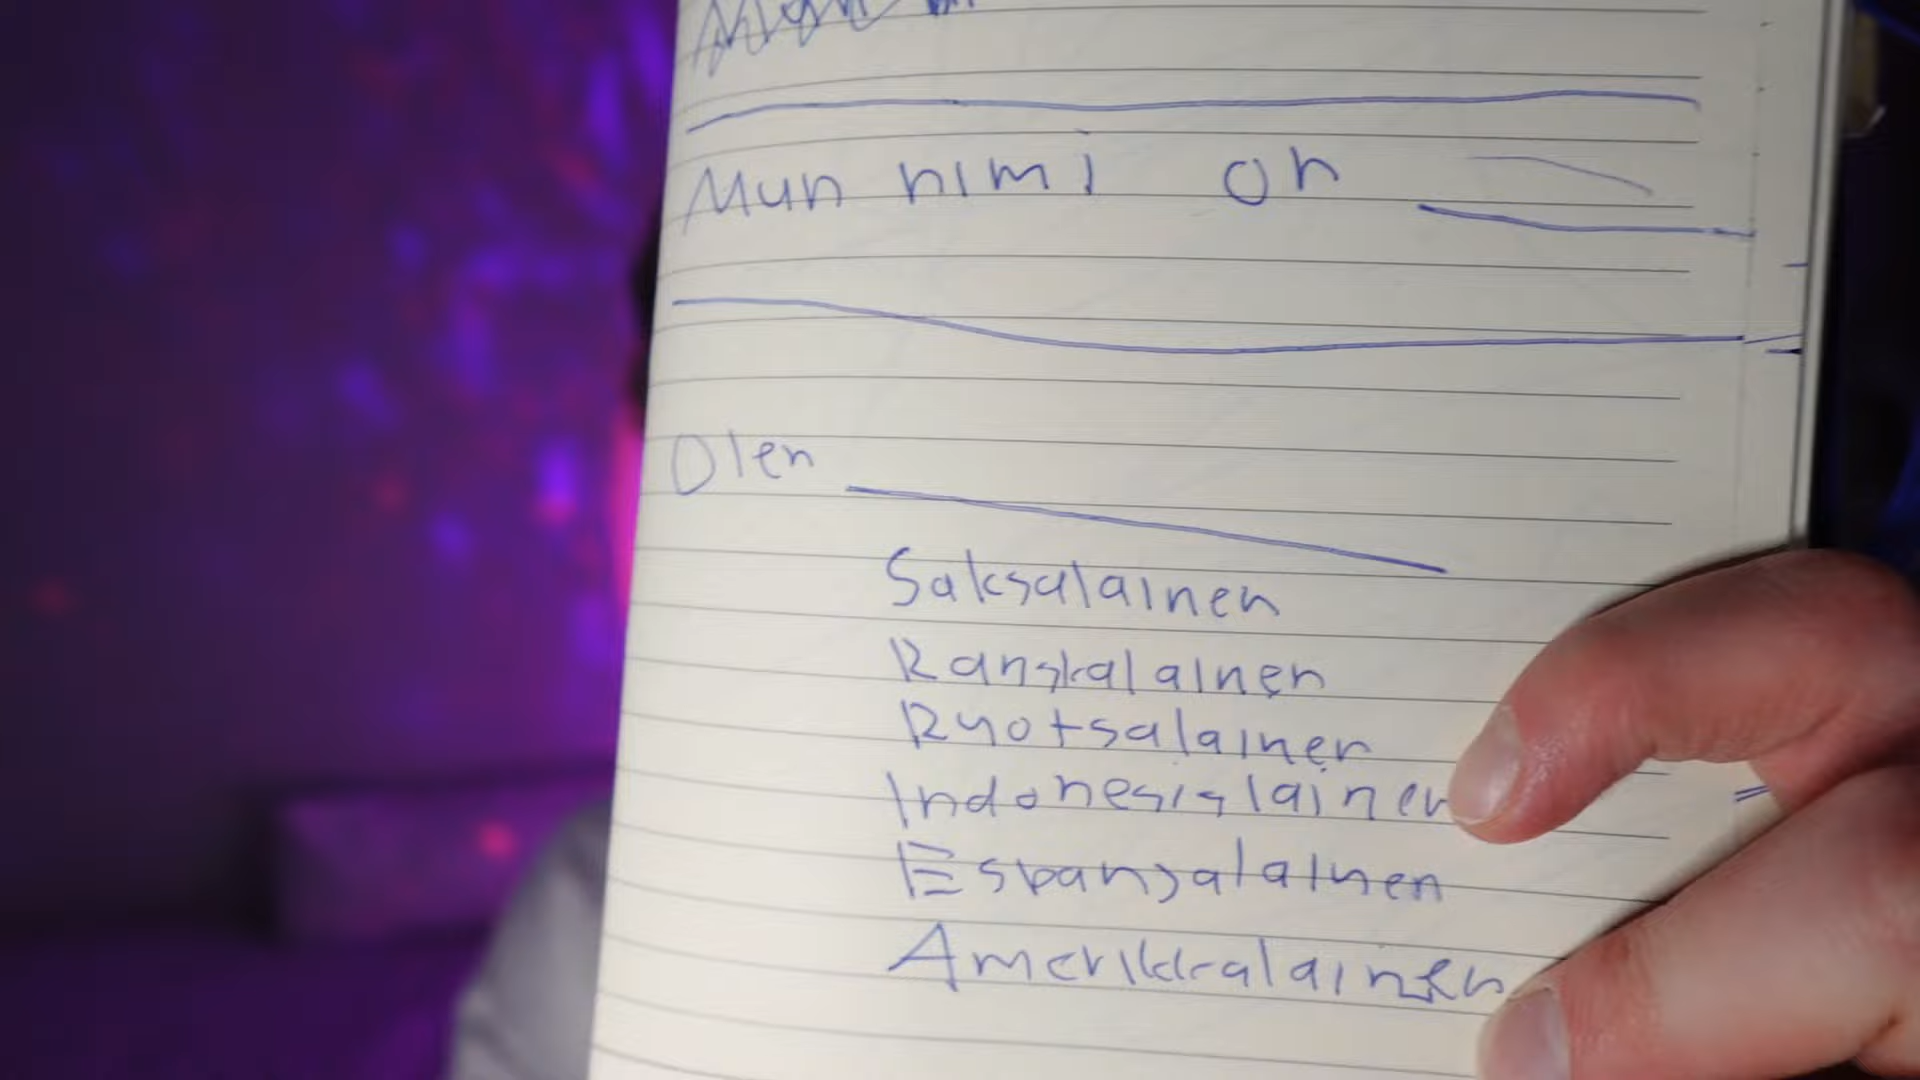 Mun nimi on
Olen
Saksalainen
Ranskalainen
Ruotsalainen
Indonesialainen
Espanjalainen
Amerikkalainen